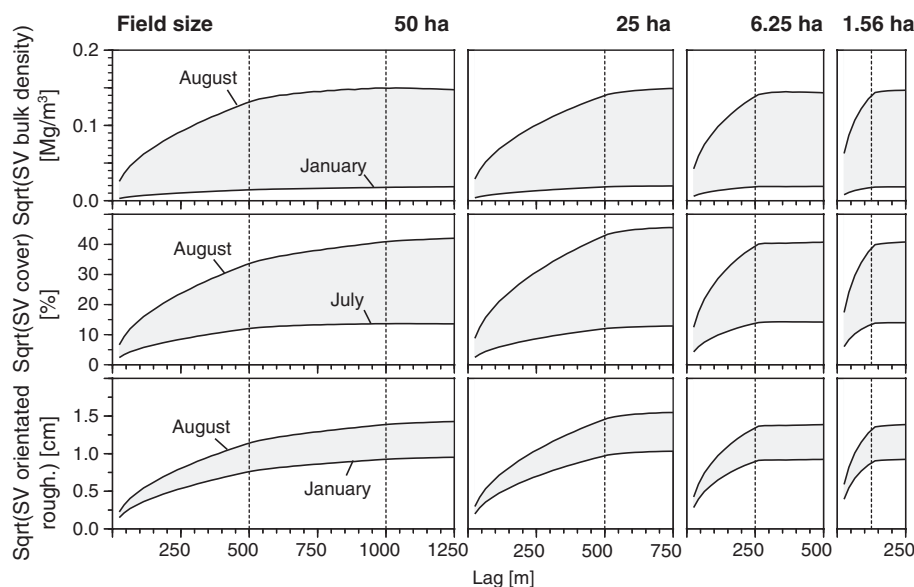 Field size 50 ha 25 ha 6.25 ha 1.56 ha
Sqrt(SV bulk density)
[Mg/m³]
0.2
0.1
0.0
August
January
Sqrt(SV cover)
[%]
40
30
20
10
0
August
July
Sqrt(SV orientated
rough.) [cm]
1.5
1.0
0.5
0.0
August
January
250 500 750 1000 1250 250 500 750 250 500 250
Lag [m]